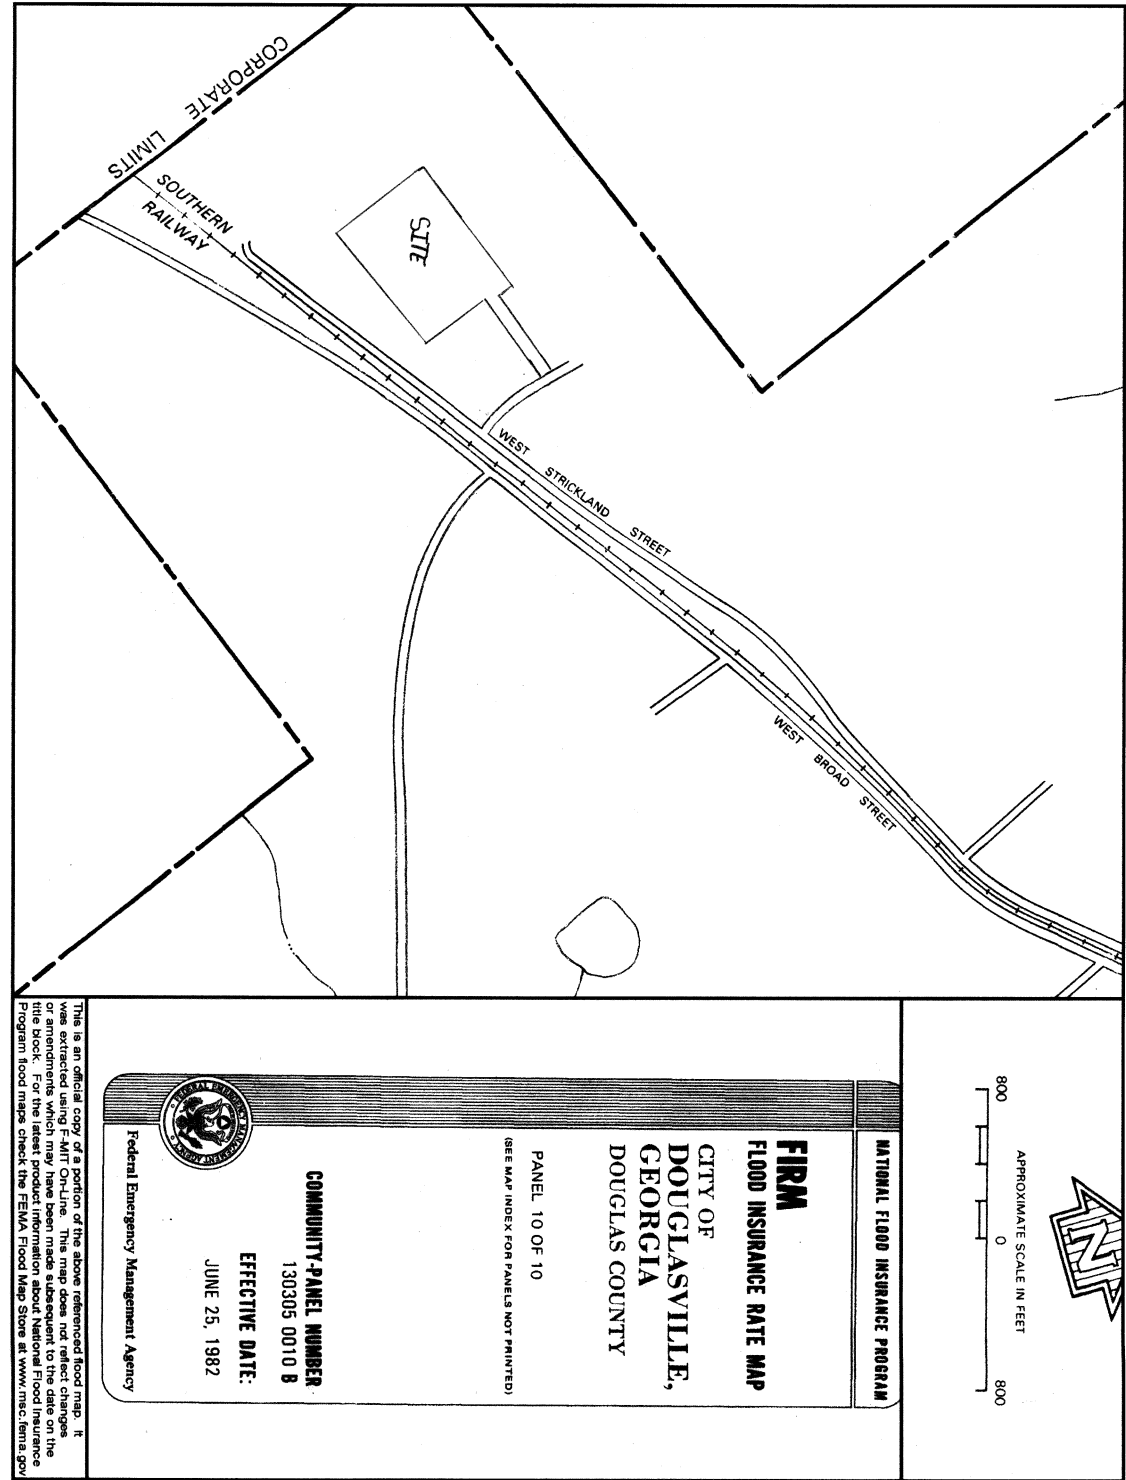 CORPORATE LIMITS
SOUTHERN
RAILWAY
SITE
WEST STRICKLAND STREET
WEST BROAD STREET
APPROXIMATE SCALE IN FEET
800 0 800
N
NATIONAL FLOOD INSURANCE PROGRAM
FIRM
FLOOD INSURANCE RATE MAP
CITY OF
DOUGLASVILLE,
GEORGIA
DOUGLAS COUNTY
PANEL 10 OF 10
(SEE MAP INDEX FOR PANELS NOT PRINTED)
COMMUNITY-PANEL NUMBER
130305 0010 B
EFFECTIVE DATE:
JUNE 25, 1982
FEDERAL EMERGENCY MANAGEMENT AGENCY
Federal Emergency Management Agency
This is an official copy of a portion of the above referenced flood map. It
was extracted using F-MIT On-Line. This map does not reflect changes
or amendments which may have been made subsequent to the date on the
title block. For the latest product information about National Flood Insurance
Program flood maps check the FEMA Flood Map Store at www.msc.fema.gov